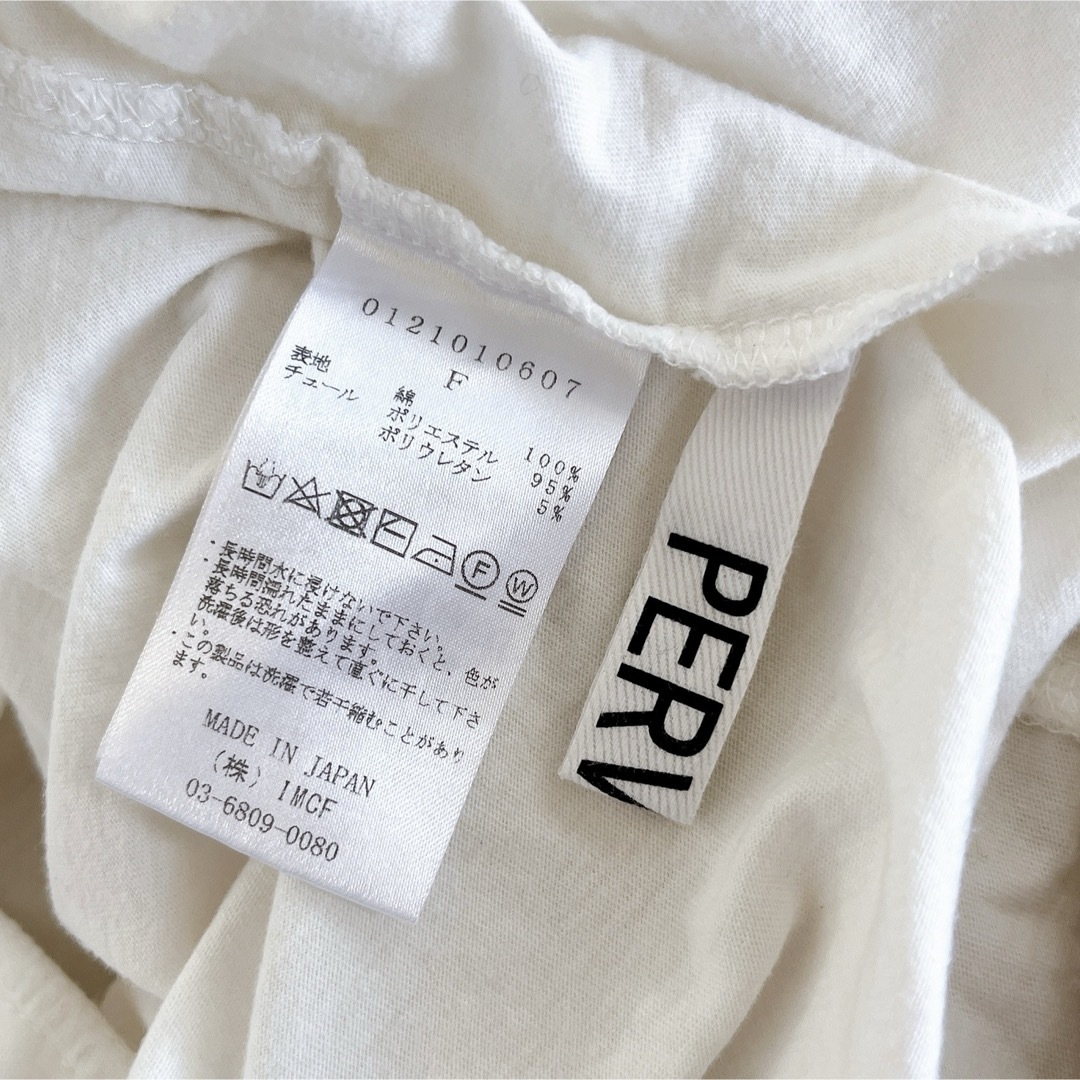 0121010607
F
表地 綿 100%
チュール ポリエステル 95%
ポリウレタン 5%
F W
・長時間水に浸けないで下さい。
・長時間濡れたままにしておくと、色が
落ちる恐れがあります。
洗濯後は形を整えて直ぐに干して下さ
い。
・この製品は洗濯で若干縮むことがあり
ます。
MADE IN JAPAN
(株) IMCF
03-6809-0080
PERV